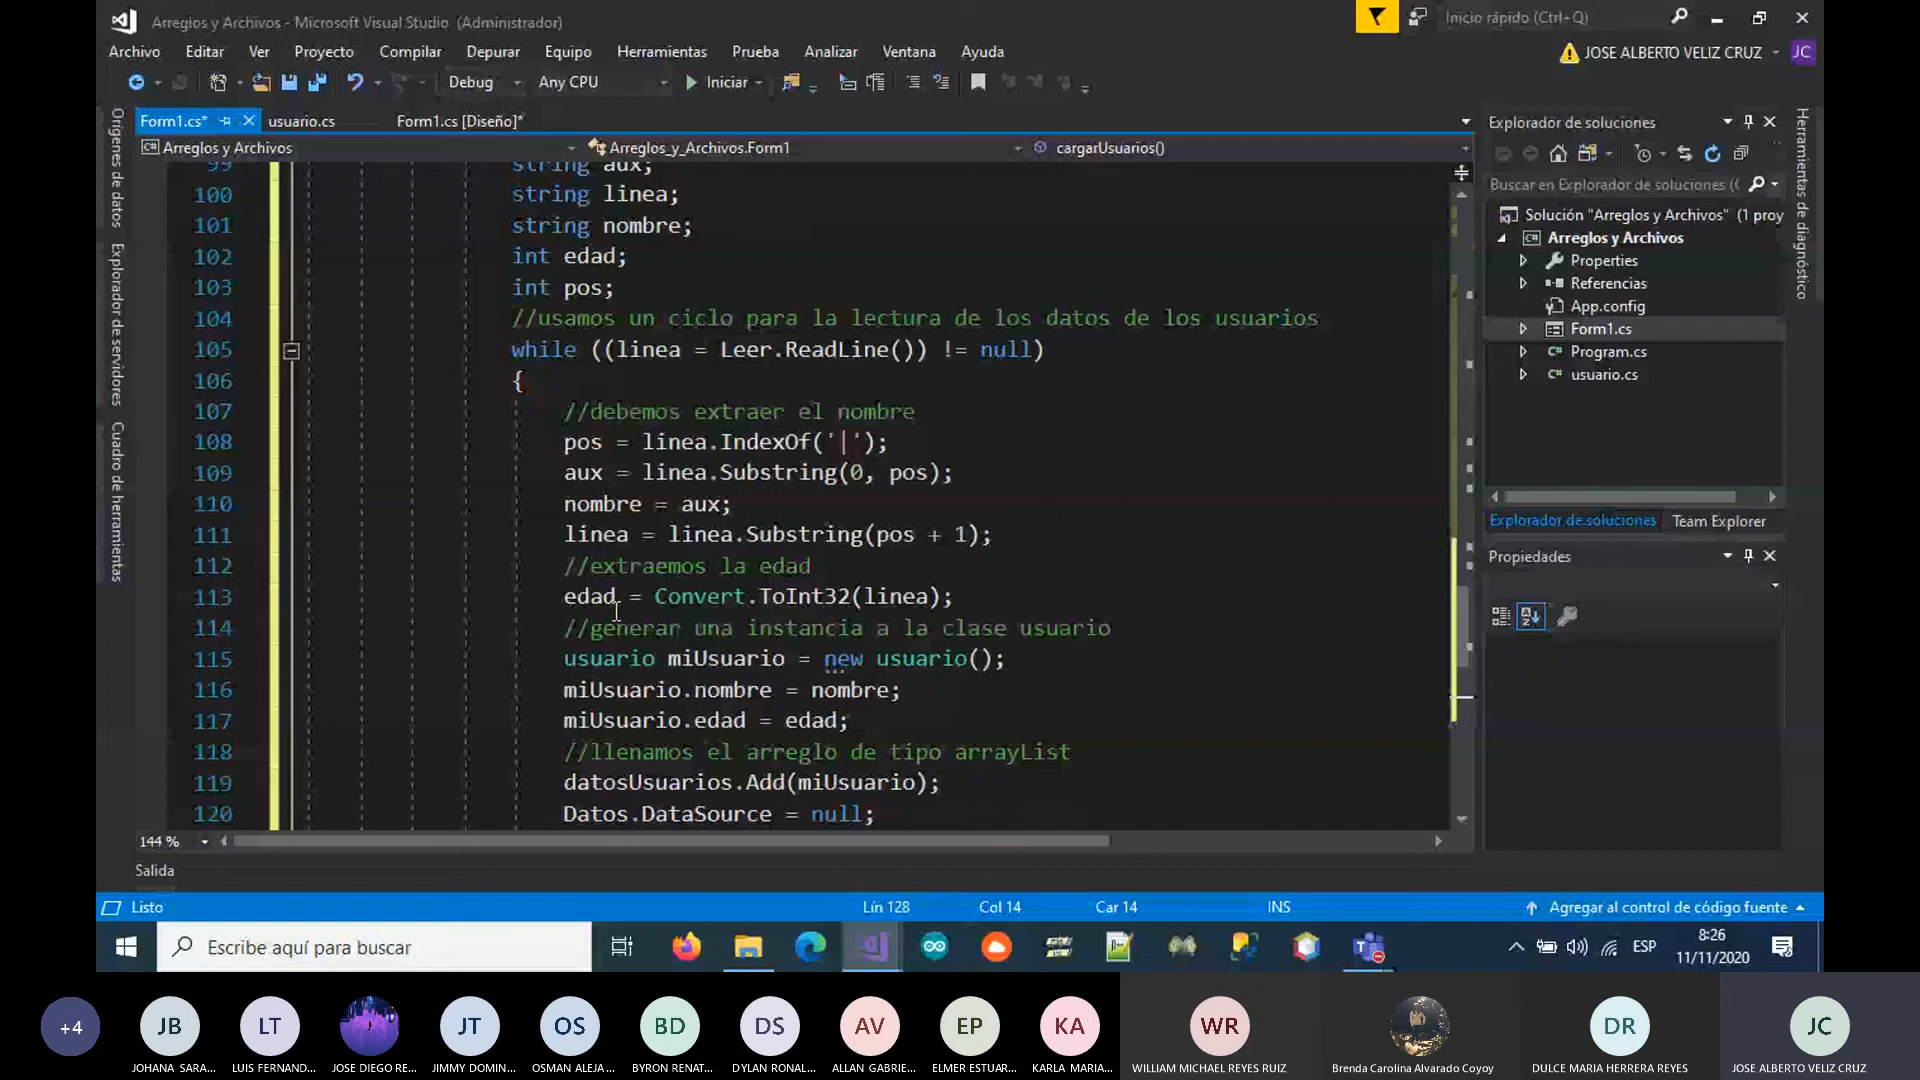 Arreglos y Archivos - Microsoft Visual Studio (Administrador)
Inicio rápido (Ctrl+Q)
Archivo Editar Ver Proyecto Compilar Depurar Equipo Herramientas Prueba Analizar Ventana Ayuda
JOSE ALBERTO VELIZ CRUZ JC
Debug Any CPU Iniciar
Form1.cs* usuario.cs Form1.cs [Diseño]*
Arreglos y Archivos Arreglos_y_Archivos.Form1 cargarUsuarios()
Orígenes de datos
Explorador de servidores
Cuadro de herramientas
99 string aux;
100 string linea;
101 string nombre;
102 int edad;
103 int pos;
104 //usamos un ciclo para la lectura de los datos de los usuarios
105 while ((linea = Leer.ReadLine()) != null)
106 {
107 //debemos extraer el nombre
108 pos = linea.IndexOf('|');
109 aux = linea.Substring(0, pos);
110 nombre = aux;
111 linea = linea.Substring(pos + 1);
112 //extraemos la edad
113 edad = Convert.ToInt32(linea);
114 //generar una instancia a la clase usuario
115 usuario miUsuario = new usuario();
116 miUsuario.nombre = nombre;
117 miUsuario.edad = edad;
118 //llenamos el arreglo de tipo arrayList
119 datosUsuarios.Add(miUsuario);
120 Datos.DataSource = null;
144 %
Salida
Explorador de soluciones
Buscar en Explorador de soluciones (
Solución "Arreglos y Archivos" (1 proy
Arreglos y Archivos
Properties
Referencias
App.config
Form1.cs
Program.cs
usuario.cs
Explorador de soluciones Team Explorer
Propiedades
Herramientas de diagnóstico
Listo Lín 128 Col 14 Car 14 INS Agregar al control de código fuente
Escribe aquí para buscar
ESP
8:26
11/11/2020
+4 JB LT JT OS BD DS AV EP KA WR DR JC
JOHANA SARA... LUIS FERNAND... JOSE DIEGO RE... JIMMY DOMIN... OSMAN ALEJA... BYRON RENAT... DYLAN RONAL... ALLAN GABRIE... ELMER ESTUAR... KARLA MARIA... WILLIAM MICHAEL REYES RUIZ Brenda Carolina Alvarado Coyoy DULCE MARIA HERRERA REYES JOSE ALBERTO VELIZ CRUZ